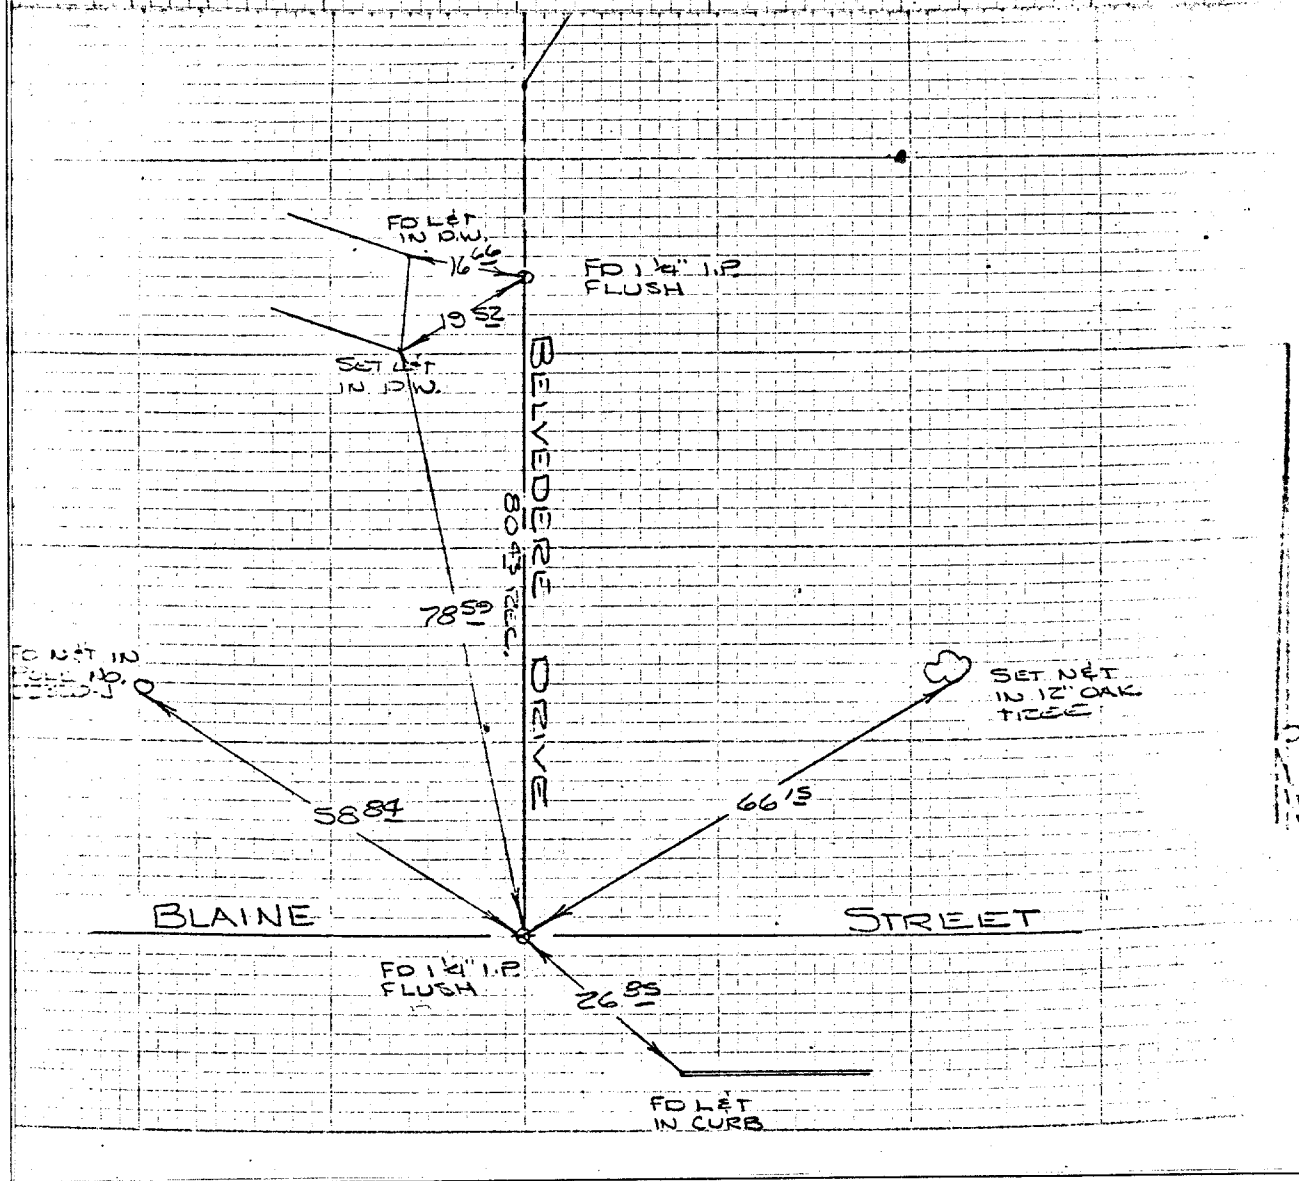 FD L&T
IN D.W.
16 66
FD 1 1/4" I.P.
FLUSH
19 52
SET L&T
IN D.W.
BELVEDERE DRIVE
80 43 REC.
78 59
FD N&T IN
POLE NO.
SET N&T
IN 12" OAK
TREE
58 84
66 15
BLAINE STREET
FD 1 1/4" I.P.
FLUSH
26 85
FD L&T
IN CURB